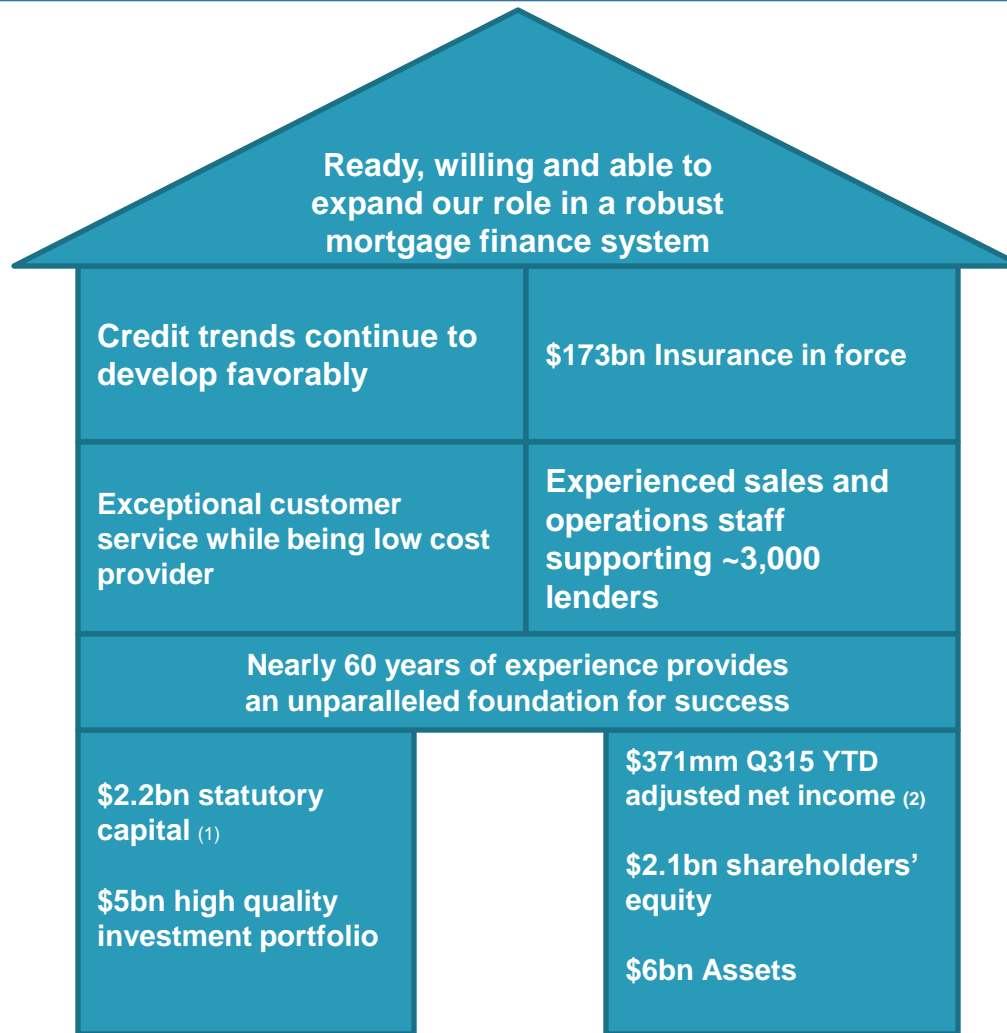 Ready, willing and able to
expand our role in a robust
mortgage finance system
Credit trends continue to
develop favorably
$173bn Insurance in force
Exceptional customer
service while being low cost
provider
Experienced sales and
operations staff
supporting ~3,000
lenders
Nearly 60 years of experience provides
an unparalleled foundation for success
$2.2bn statutory
capital (1)
$5bn high quality
investment portfolio
$371mm Q315 YTD
adjusted net income (2)
$2.1bn shareholders’
equity
$6bn Assets